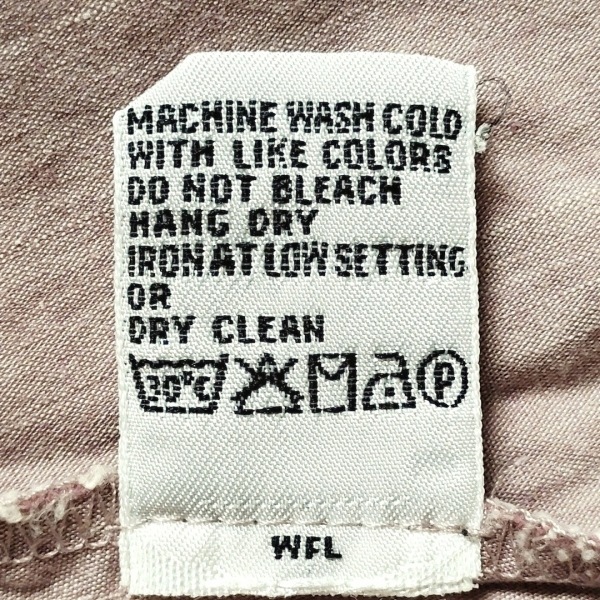 MACHINE WASH COLD
WITH LIKE COLORS
DO NOT BLEACH
HANG DRY
IRON AT LOW SETTING
OR
DRY CLEAN
30°C P
WFL